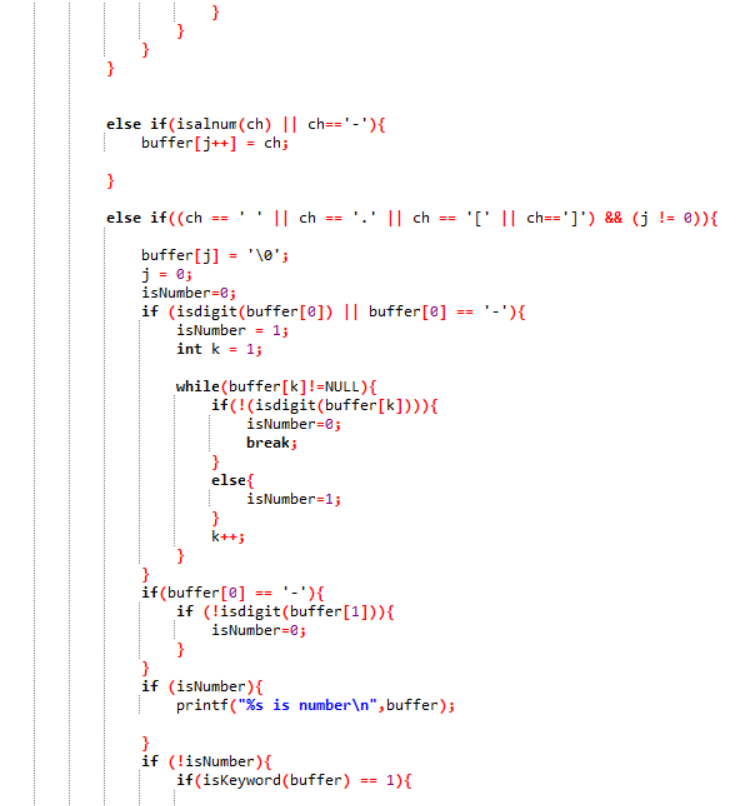 }
}
}
}
else if(isalnum(ch) || ch=='-'){
buffer[j++] = ch;
}
else if((ch == ' ' || ch == '.' || ch == '[' || ch==']') && (j != 0)){
buffer[j] = '\0';
j = 0;
isNumber=0;
if (isdigit(buffer[0]) || buffer[0] == '-'){
isNumber = 1;
int k = 1;
while(buffer[k]!=NULL){
if(!(isdigit(buffer[k]))){
isNumber=0;
break;
}
else{
isNumber=1;
}
k++;
}
}
if(buffer[0] == '-'){
if (!isdigit(buffer[1])){
isNumber=0;
}
}
if (isNumber){
printf("%s is number\n",buffer);
}
if (!isNumber){
if(isKeyword(buffer) == 1){